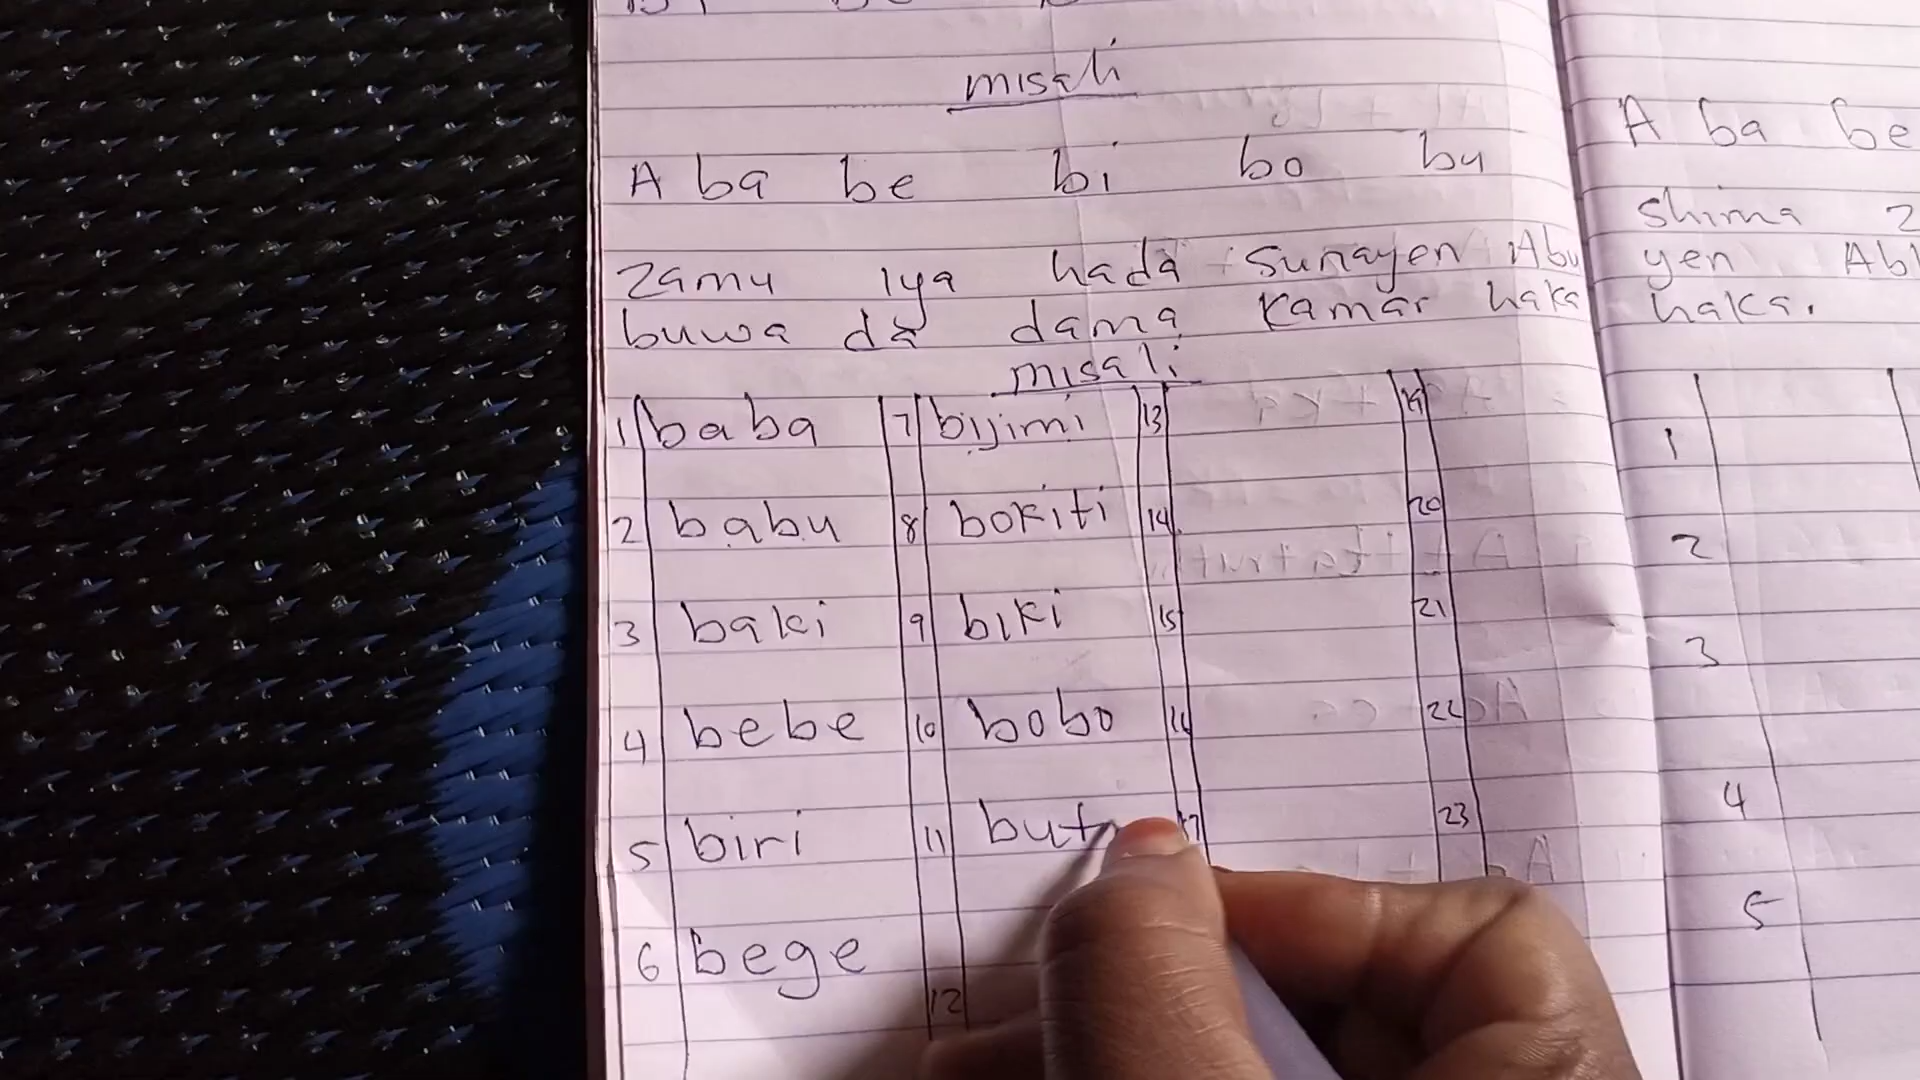 misali
A ba be bi bo bu
zamu iya hada sunayen Abu
buwa da dama kamar haka
misali
1 baba 7 bijimi 13 19
2 babu 8 bokiti 14 20
3 baki 9 biki 15 21
4 bebe 10 bobo 16 22
5 biri 11 but 17 23
6 bege 12
A ba be
shima
yen
haka.
1
2
3
4
5